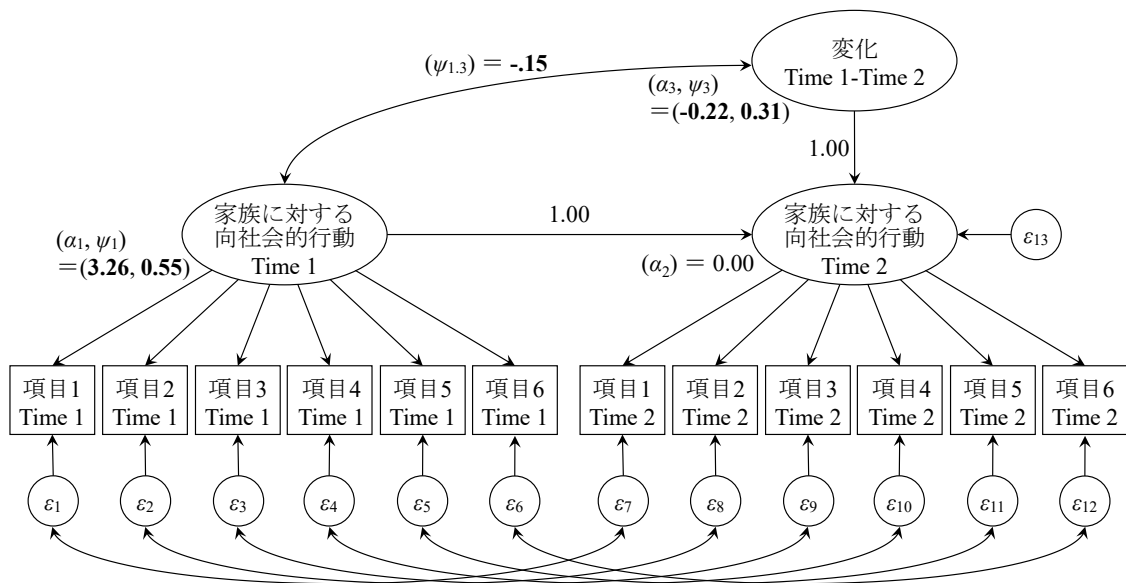 変化
Time 1-Time 2
(ψ1.3) = -.15
(α3, ψ3)
=(-0.22, 0.31)
1.00
家族に対する
向社会的行動
Time 1
(α1, ψ1)
=(3.26, 0.55)
1.00
家族に対する
向社会的行動
Time 2
(α2) = 0.00
ε13
項目1
Time 1
項目2
Time 1
項目3
Time 1
項目4
Time 1
項目5
Time 1
項目6
Time 1
項目1
Time 2
項目2
Time 2
項目3
Time 2
項目4
Time 2
項目5
Time 2
項目6
Time 2
ε1
ε2
ε3
ε4
ε5
ε6
ε7
ε8
ε9
ε10
ε11
ε12